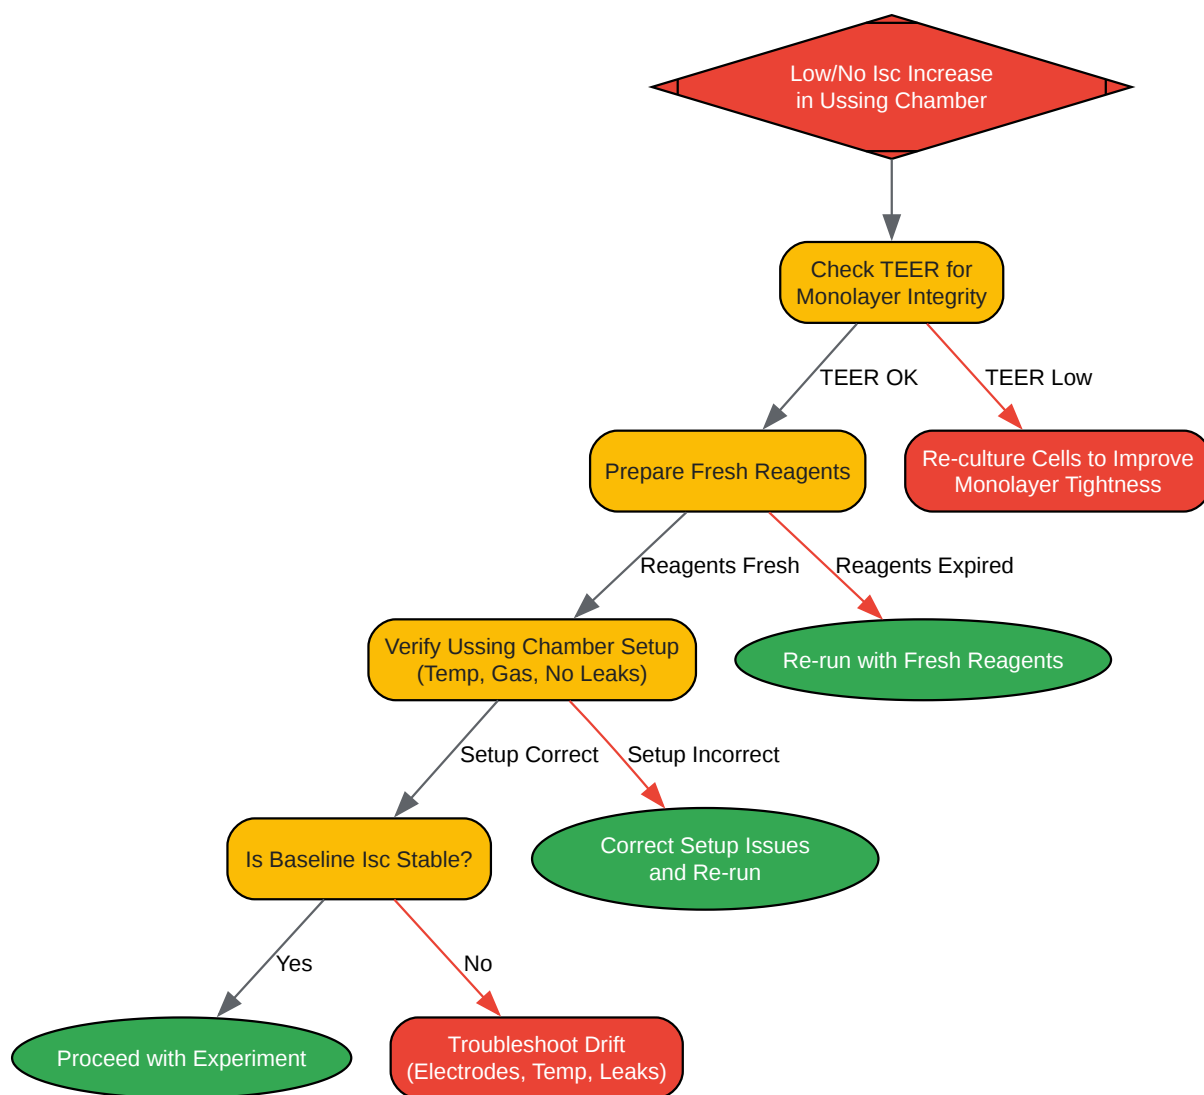 Low/No Isc Increase
in Ussing Chamber
Check TEER for
Monolayer Integrity
TEER OK
TEER Low
Prepare Fresh Reagents
Re-culture Cells to Improve
Monolayer Tightness
Reagents Fresh
Reagents Expired
Verify Ussing Chamber Setup
(Temp, Gas, No Leaks)
Re-run with Fresh Reagents
Setup Correct
Setup Incorrect
Is Baseline Isc Stable?
Correct Setup Issues
and Re-run
Yes
No
Proceed with Experiment
Troubleshoot Drift
(Electrodes, Temp, Leaks)